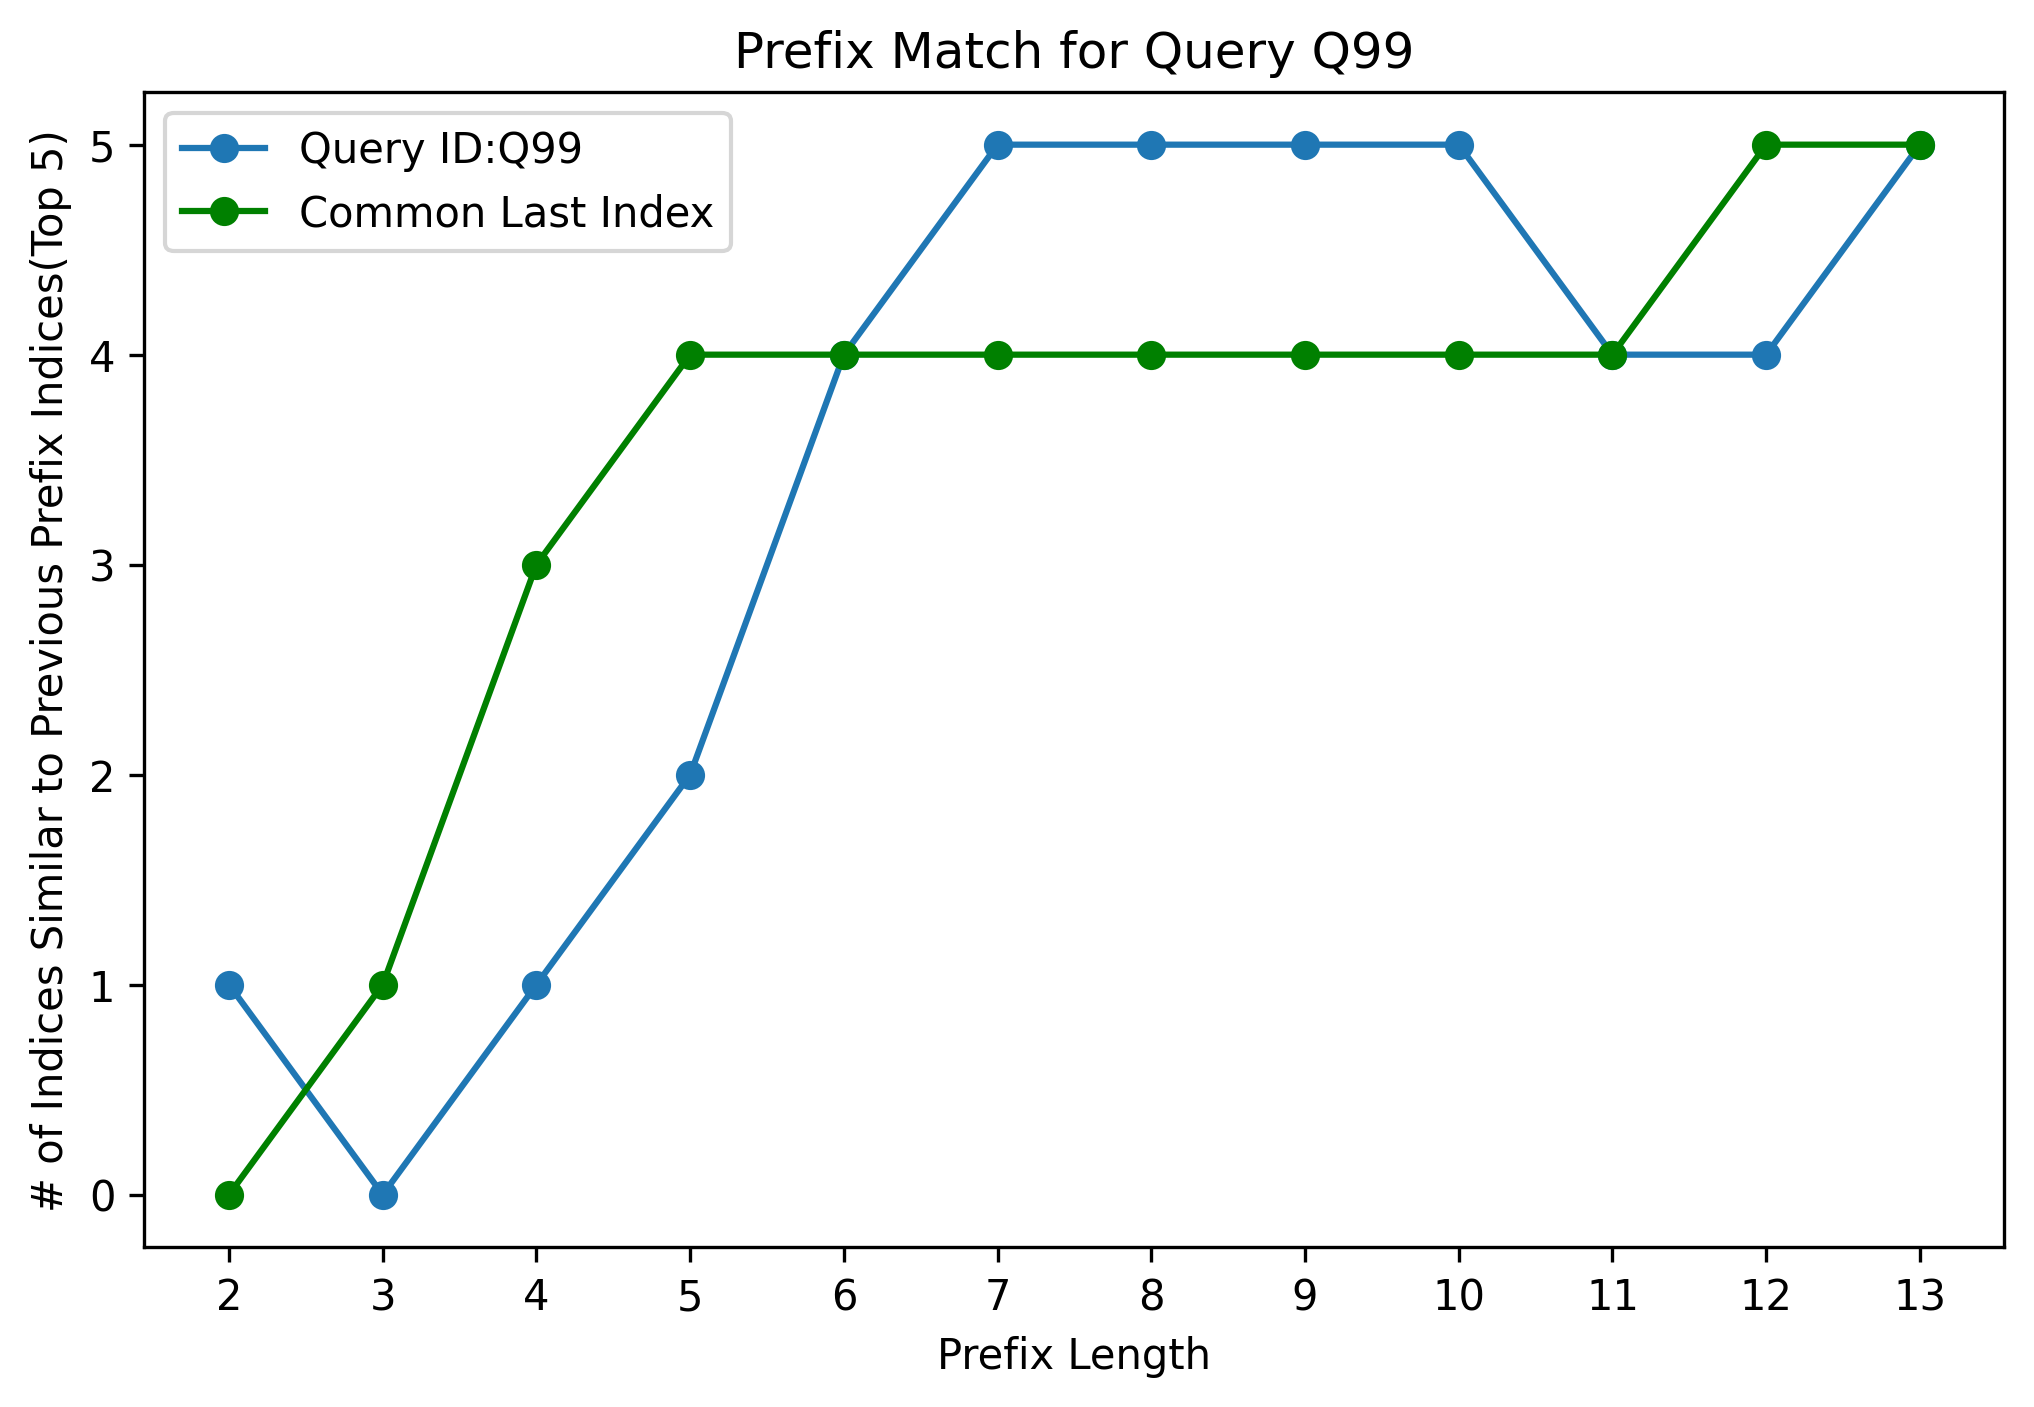 Prefix Match for Query Q99
Query ID:Q99
Common Last Index
# of Indices Similar to Previous Prefix Indices(Top 5)
5
4
3
2
1
0
2 3 4 5 6 7 8 9 10 11 12 13
Prefix Length